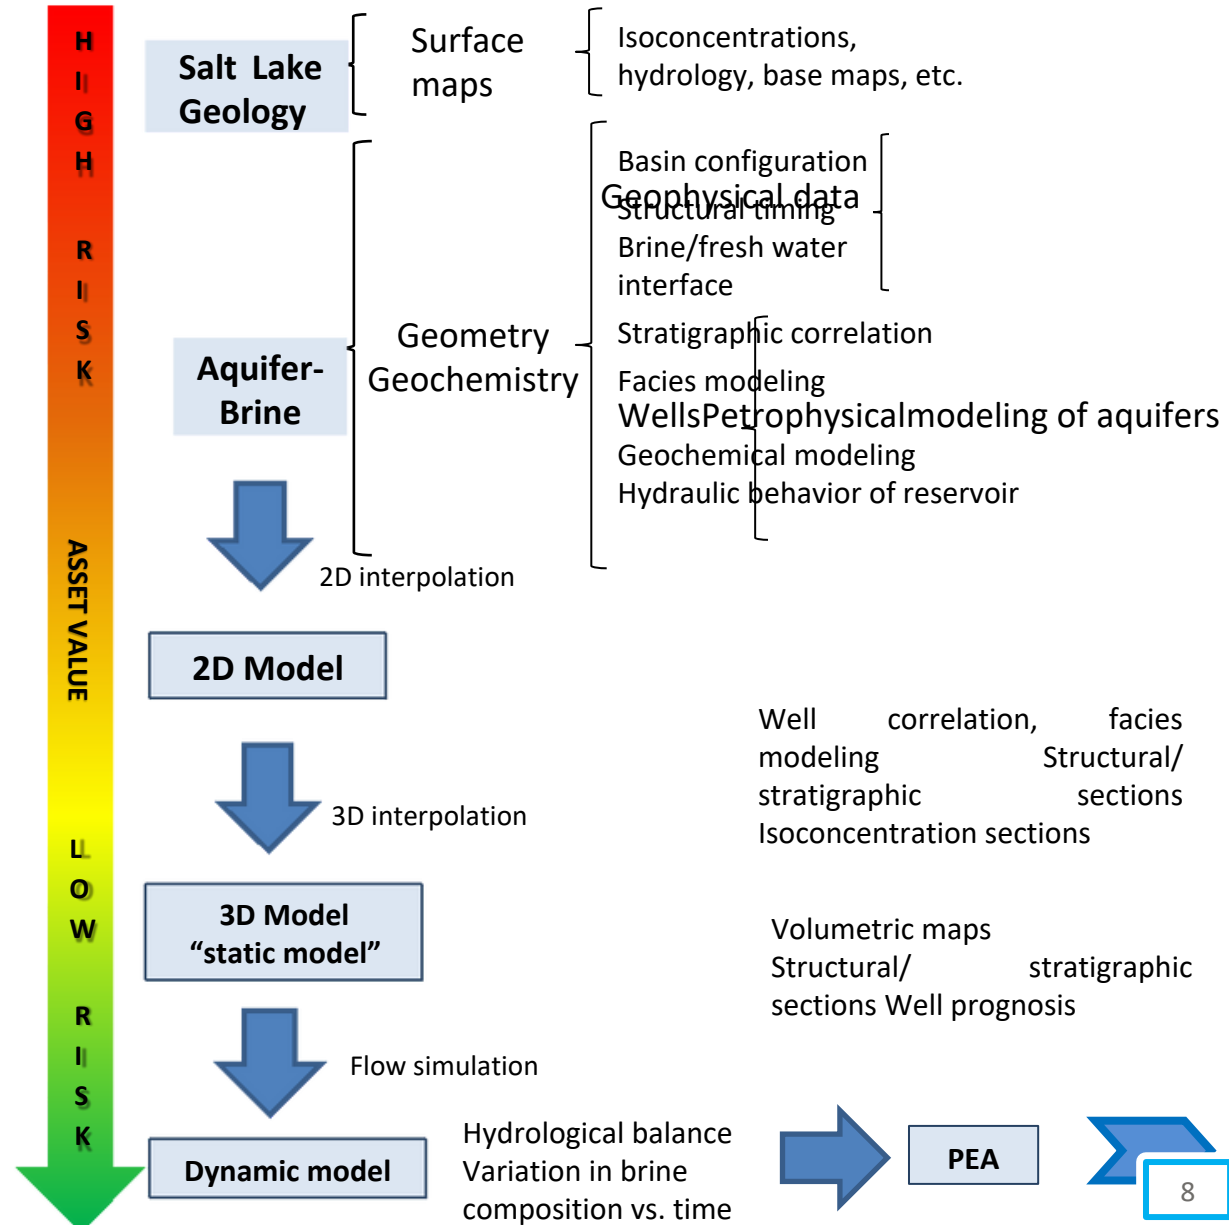 HIGH RISK
ASSET VALUE
LOW RISK
Salt Lake
Geology
Surface
maps
Isoconcentrations,
hydrology, base maps, etc.
Aquifer-
Brine
Geometry
Geochemistry
Basin configuration
Geophysical data
Structural timing
Brine/fresh water
interface
Stratigraphic correlation
Facies modeling
WellsPetrophysicalmodeling of aquifers
Geochemical modeling
Hydraulic behavior of reservoir
2D interpolation
2D Model
Well correlation, facies
modeling Structural/
stratigraphic sections
Isoconcentration sections
3D interpolation
3D Model
“static model”
Volumetric maps
Structural/ stratigraphic
sections Well prognosis
Flow simulation
Dynamic model
Hydrological balance
Variation in brine
composition vs. time
PEA
8